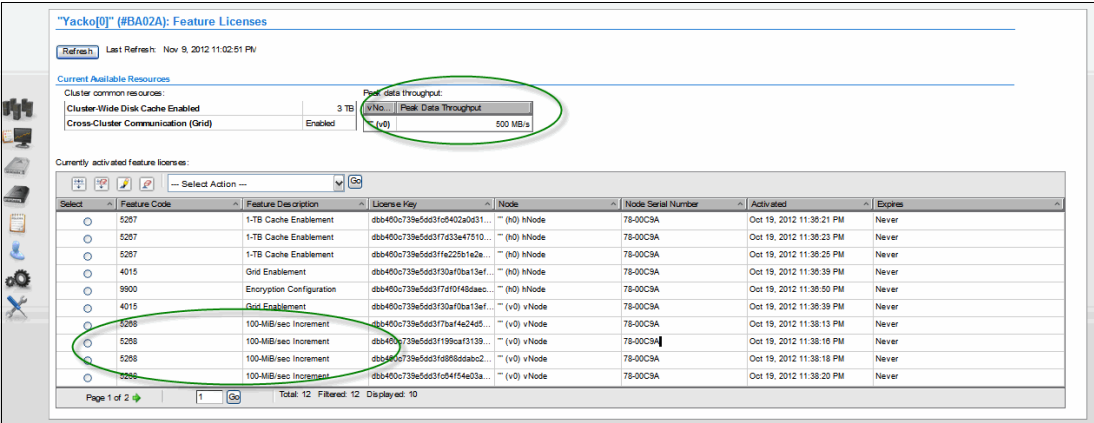 "Yacko[0]" (#BA02A): Feature Licenses
Refresh Last Refresh: Nov 9, 2012 11:02:51 PM
Current Available Resources
Cluster common resources: Peak data throughput:
Cluster-Wide Disk Cache Enabled 3 TB vNo... Peak Data Throughput
Cross-Cluster Communication (Grid) Enabled "" (v0) 500 MB/s
Currently activated feature licenses:
--- Select Action --- Go
Select Feature Code Feature Description License Key Node Node Serial Number Activated Expires
5267 1-TB Cache Enablement dbb460c739e5dd3fc6402a0d31... "" (h0) hNode 78-00C9A Oct 19, 2012 11:36:21 PM Never
5267 1-TB Cache Enablement dbb460c739e5dd3f7d33e47510... "" (h0) hNode 78-00C9A Oct 19, 2012 11:36:23 PM Never
5267 1-TB Cache Enablement dbb460c739e5dd3ffe225b1e2e... "" (h0) hNode 78-00C9A Oct 19, 2012 11:36:25 PM Never
4015 Grid Enablement dbb460c739e5dd3f30af0ba13ef... "" (h0) hNode 78-00C9A Oct 19, 2012 11:36:39 PM Never
9900 Encryption Configuration dbb460c739e5dd3f7df0f48daec... "" (h0) hNode 78-00C9A Oct 19, 2012 11:36:50 PM Never
4015 Grid Enablement dbb460c739e5dd3f30af0ba13ef... "" (v0) vNode 78-00C9A Oct 19, 2012 11:36:39 PM Never
5268 100-MiB/sec Increment dbb460c739e5dd3f7baf4e24d5... "" (v0) vNode 78-00C9A Oct 19, 2012 11:38:13 PM Never
5268 100-MiB/sec Increment dbb460c739e5dd3f199caf3139... "" (v0) vNode 78-00C9A Oct 19, 2012 11:38:16 PM Never
5268 100-MiB/sec Increment dbb460c739e5dd3fd868ddabc2... "" (v0) vNode 78-00C9A Oct 19, 2012 11:38:18 PM Never
5268 100-MiB/sec Increment dbb460c739e5dd3fc64f54e03a... "" (v0) vNode 78-00C9A Oct 19, 2012 11:38:20 PM Never
Page 1 of 2 1 Go Total: 12 Filtered: 12 Displayed: 10